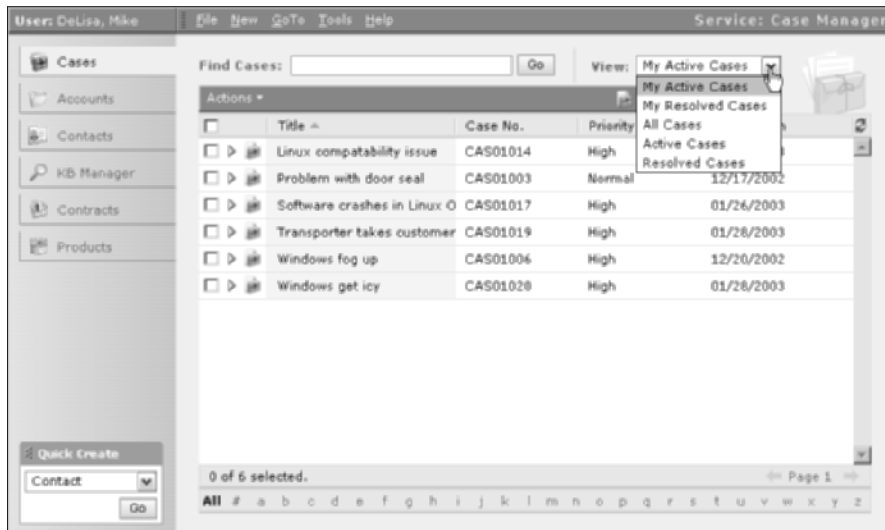 User: DeLisa, Mike
File New GoTo Tools Help
Service: Case Manager
Cases
Accounts
Contacts
KB Manager
Contracts
Products
Find Cases:
Go
View: My Active Cases
My Active Cases
My Resolved Cases
All Cases
Active Cases
Resolved Cases
Actions
Title Case No. Priority
Linux compatability issue CAS01014 High
Problem with door seal CAS01003 Normal 12/17/2002
Software crashes in Linux O CAS01017 High 01/26/2003
Transporter takes customer CAS01019 High 01/28/2003
Windows fog up CAS01006 High 12/20/2002
Windows get icy CAS01020 High 01/28/2003
Quick Create
Contact
Go
0 of 6 selected.
Page 1
All # a b c d e f g h i j k l m n o p q r s t u v w x y z